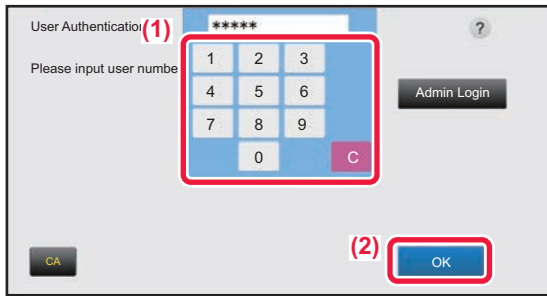 User Authentication
(1)
*****
?
Please input user numbe
1 2 3
4 5 6
7 8 9
0 C
Admin Login
(2)
CA
OK